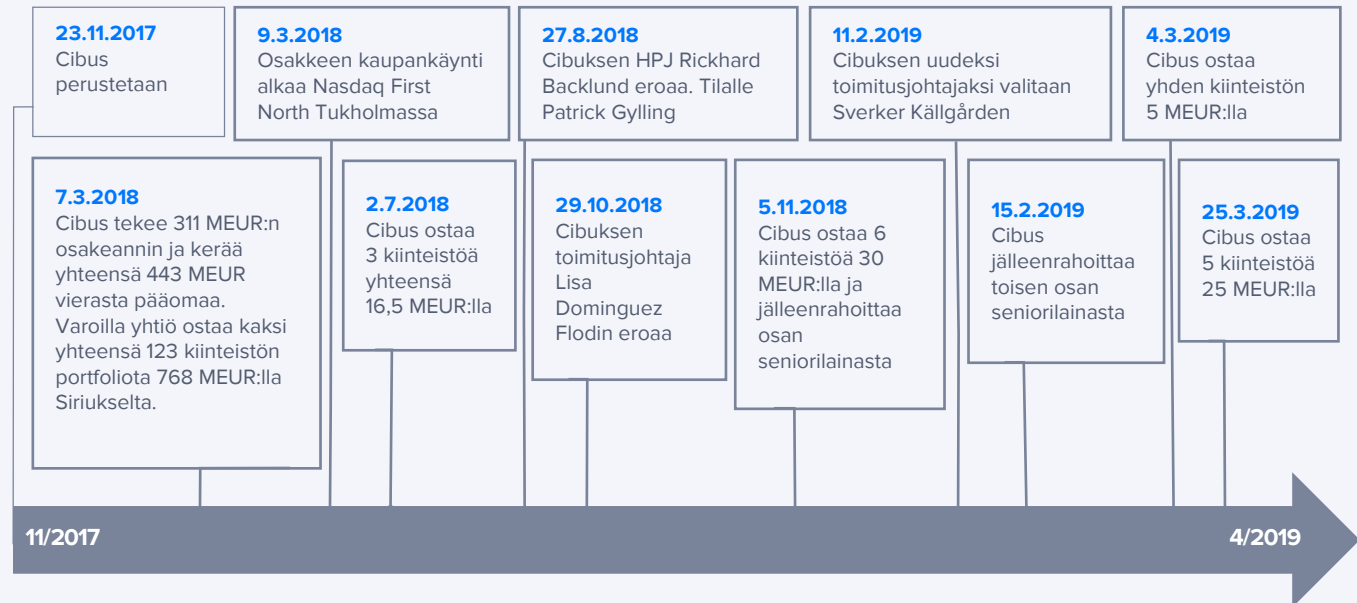 23.11.2017
Cibus
perustetaan
9.3.2018
Osakkeen kaupankäynti
alkaa Nasdaq First
North Tukholmassa
27.8.2018
Cibuksen HPJ Rickhard
Backlund eroaa. Tilalle
Patrick Gylling
11.2.2019
Cibuksen uudeksi
toimitusjohtajaksi valitaan
Sverker Källgården
4.3.2019
Cibus ostaa
yhden kiinteistön
5 MEUR:lla
7.3.2018
Cibus tekee 311 MEUR:n
osakeannin ja kerää
yhteensä 443 MEUR
vierasta pääomaa.
Varoilla yhtiö ostaa kaksi
yhteensä 123 kiinteistön
portfoliota 768 MEUR:lla
Siriukselta.
2.7.2018
Cibus ostaa
3 kiinteistöä
yhteensä
16,5 MEUR:lla
29.10.2018
Cibuksen
toimitusjohtaja
Lisa
Dominguez
Flodin eroaa
5.11.2018
Cibus ostaa 6
kiinteistöä 30
MEUR:lla ja
jälleenrahoittaa
osan
seniorilainasta
15.2.2019
Cibus
jälleenrahoittaa
toisen osan
seniorilainasta
25.3.2019
Cibus ostaa
5 kiinteistöä
25 MEUR:lla
11/2017
4/2019